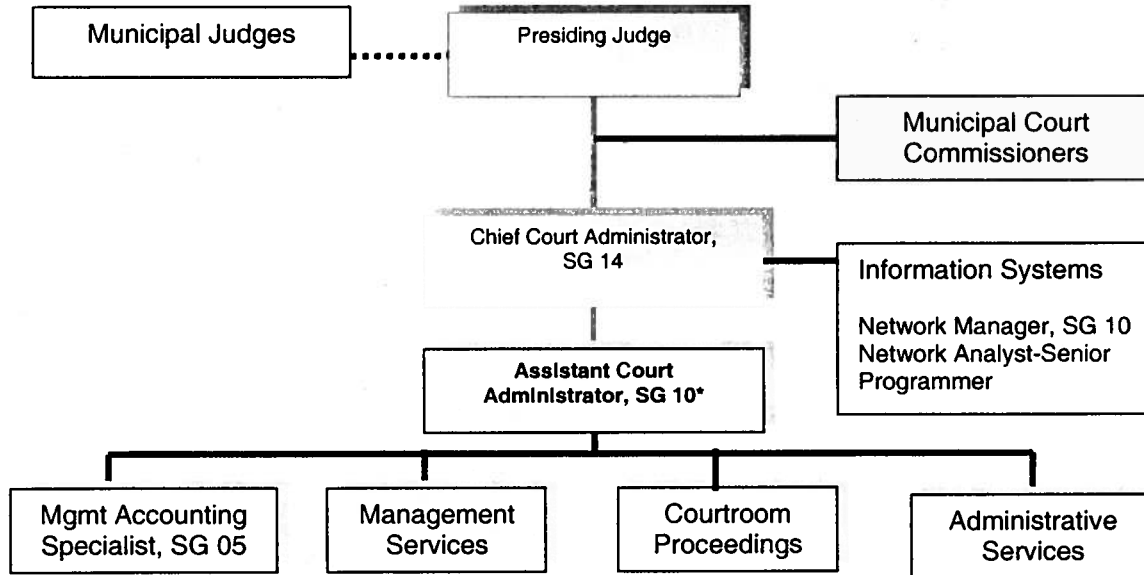 Municipal Judges
Presiding Judge
Municipal Court
Commissioners
Chief Court Administrator,
SG 14
Information Systems
Network Manager, SG 10
Network Analyst-Senior
Programmer
Assistant Court
Administrator, SG 10*
Mgmt Accounting
Specialist, SG 05
Management
Services
Courtroom
Proceedings
Administrative
Services